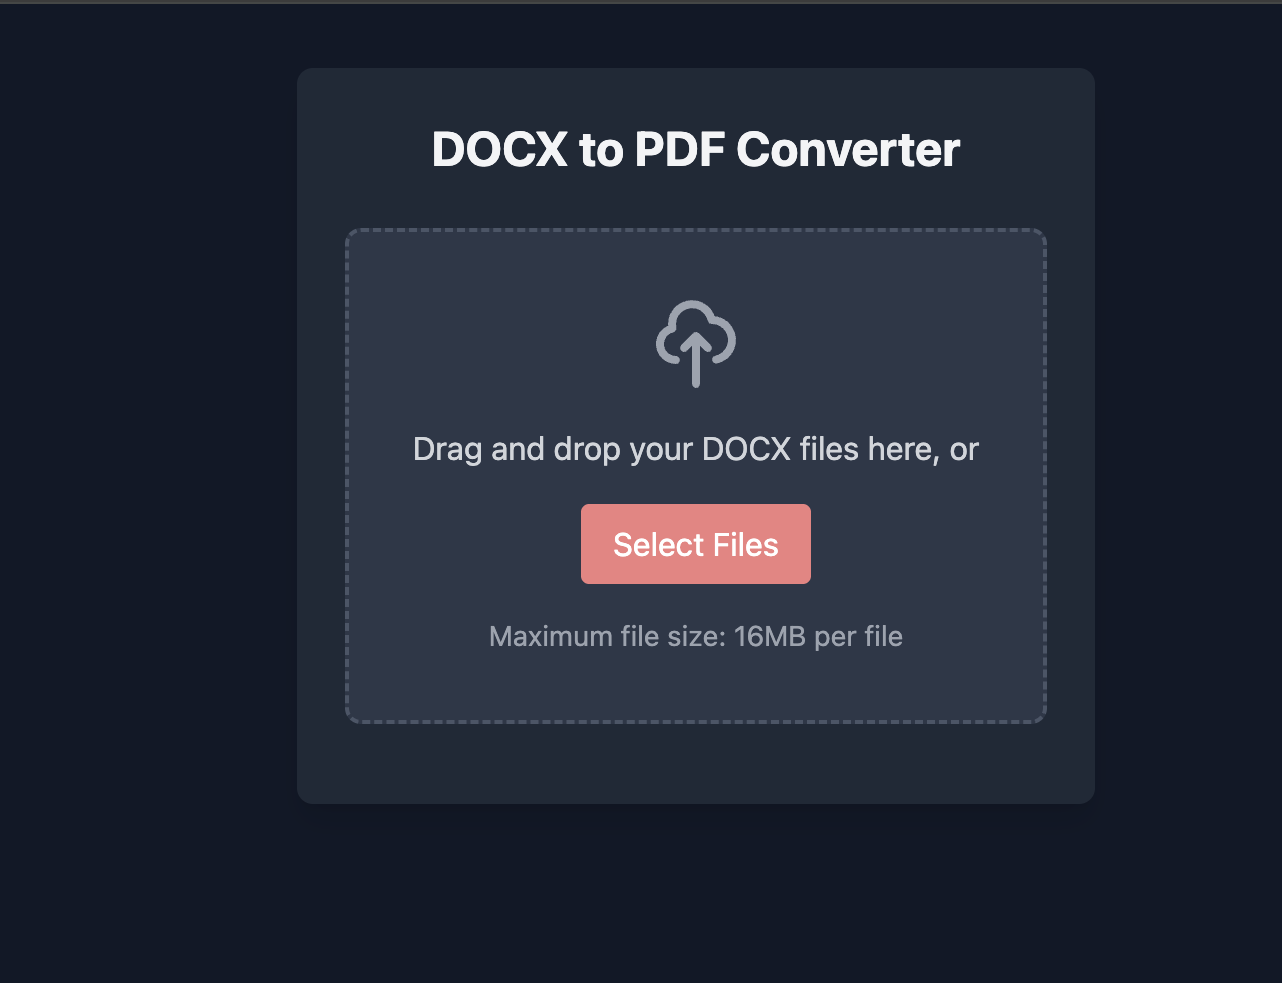 DOCX to PDF Converter
Drag and drop your DOCX files here, or
Select Files
Maximum file size: 16MB per file